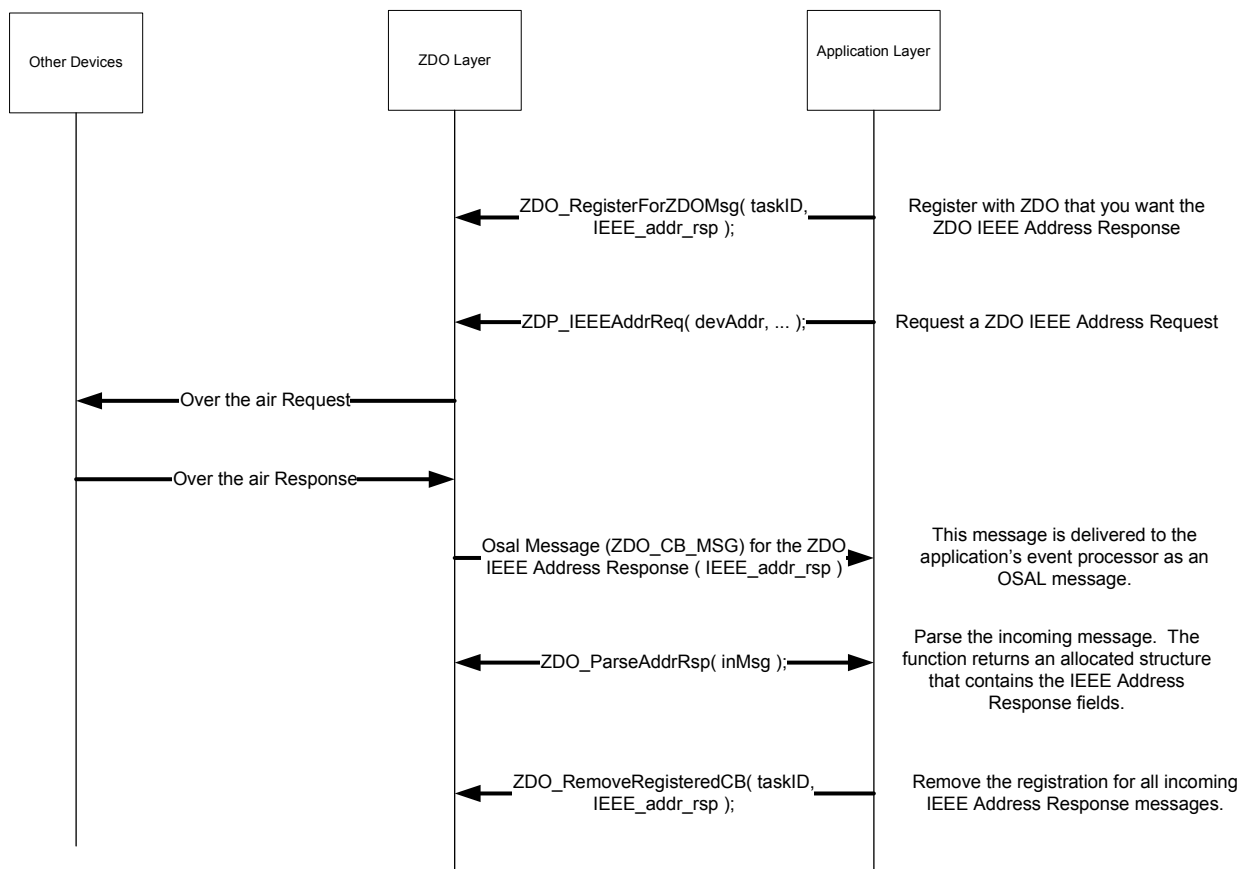 Other Devices
ZDO Layer
Application Layer
ZDO_RegisterForZDOMsg( taskID,
IEEE_addr_rsp );
Register with ZDO that you want the
ZDO IEEE Address Response
ZDP_IEEEAddrReq( devAddr, ... );
Request a ZDO IEEE Address Request
Over the air Request
Over the air Response
Osal Message (ZDO_CB_MSG) for the ZDO
IEEE Address Response ( IEEE_addr_rsp )
This message is delivered to the
application’s event processor as an
OSAL message.
ZDO_ParseAddrRsp( inMsg );
Parse the incoming message.  The
function returns an allocated structure
that contains the IEEE Address
Response fields.
ZDO_RemoveRegisteredCB( taskID,
IEEE_addr_rsp );
Remove the registration for all incoming
IEEE Address Response messages.